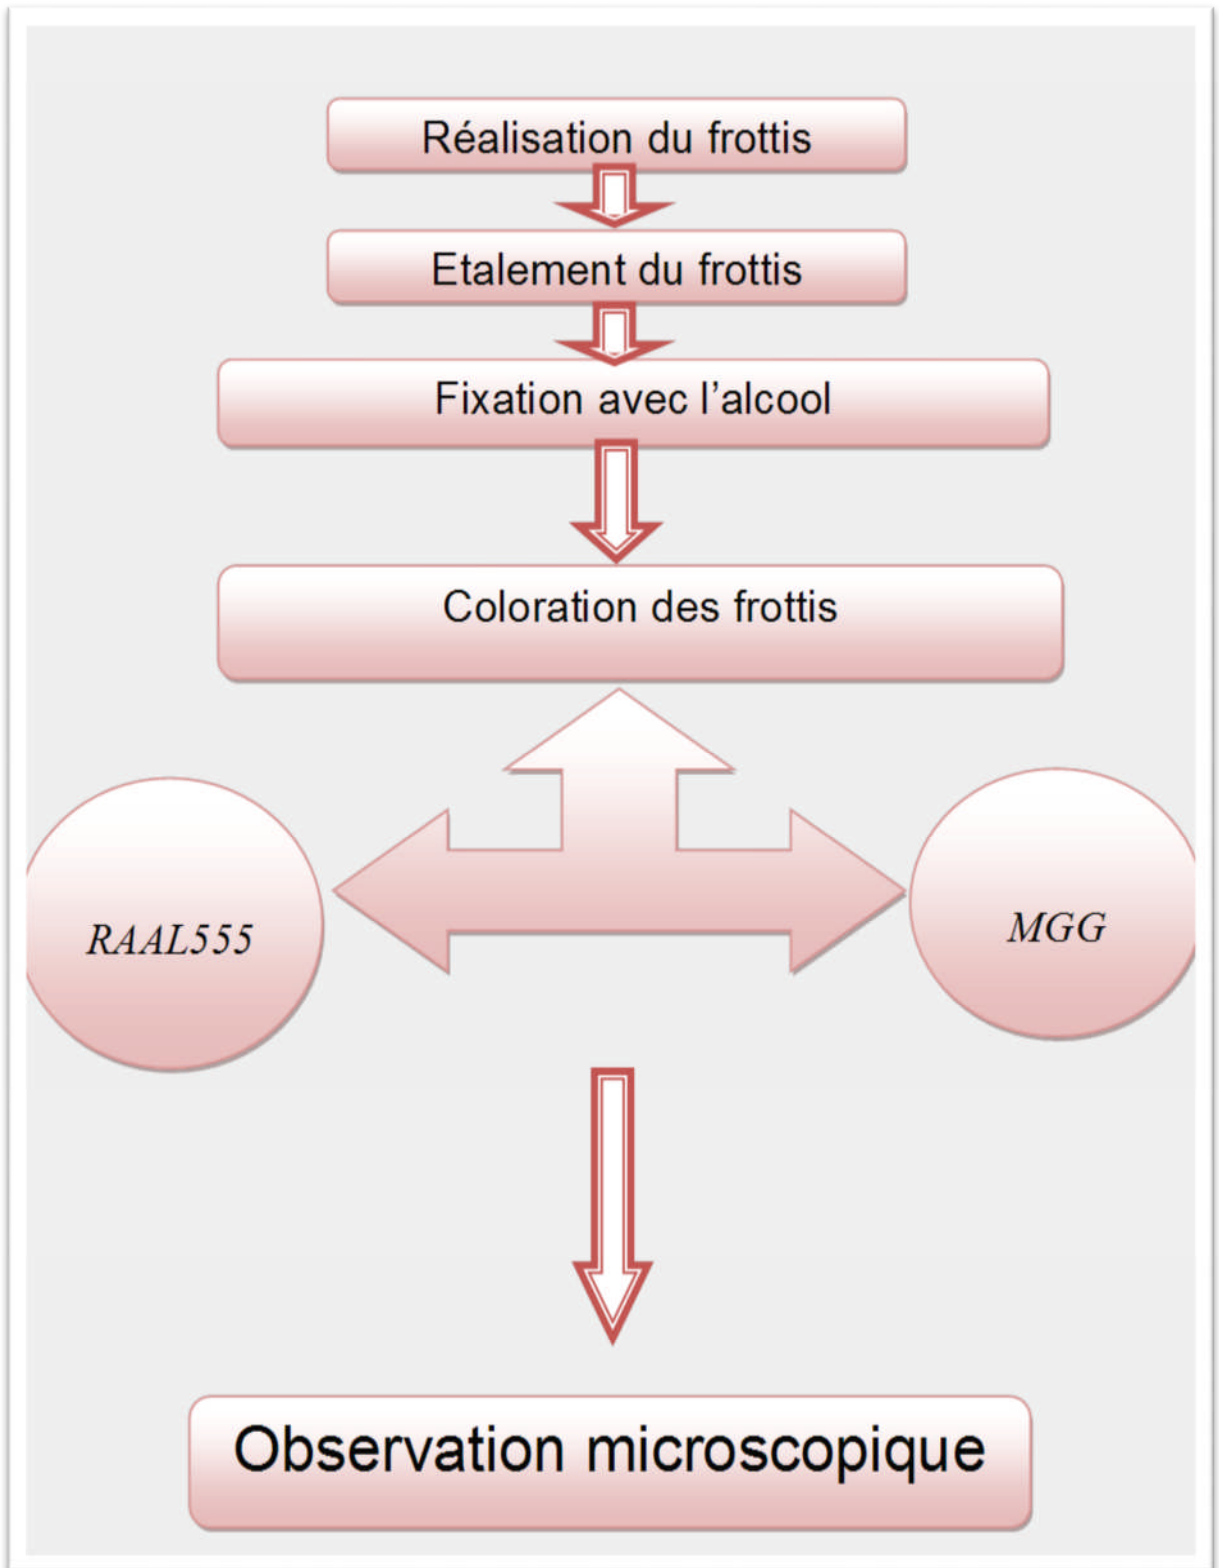 Réalisation du frottis
Etalement du frottis
Fixation avec l'alcool
Coloration des frottis
RAAL555
MGG
Observation microscopique